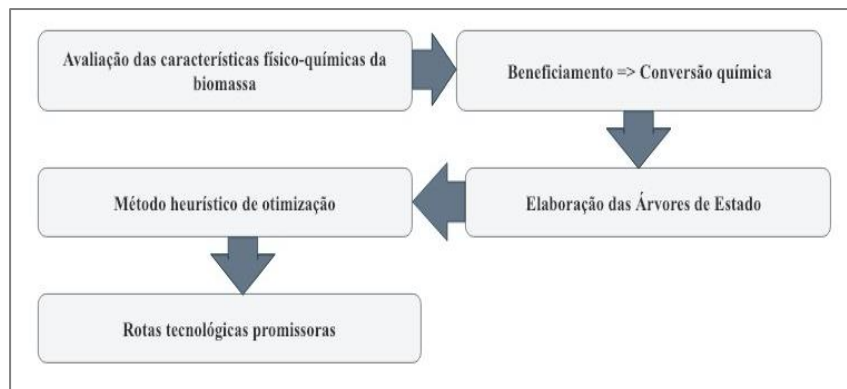 Avaliação das características físico-químicas da
biomassa
Beneficiamento => Conversão química
Elaboração das Árvores de Estado
Método heurístico de otimização
Rotas tecnológicas promissoras